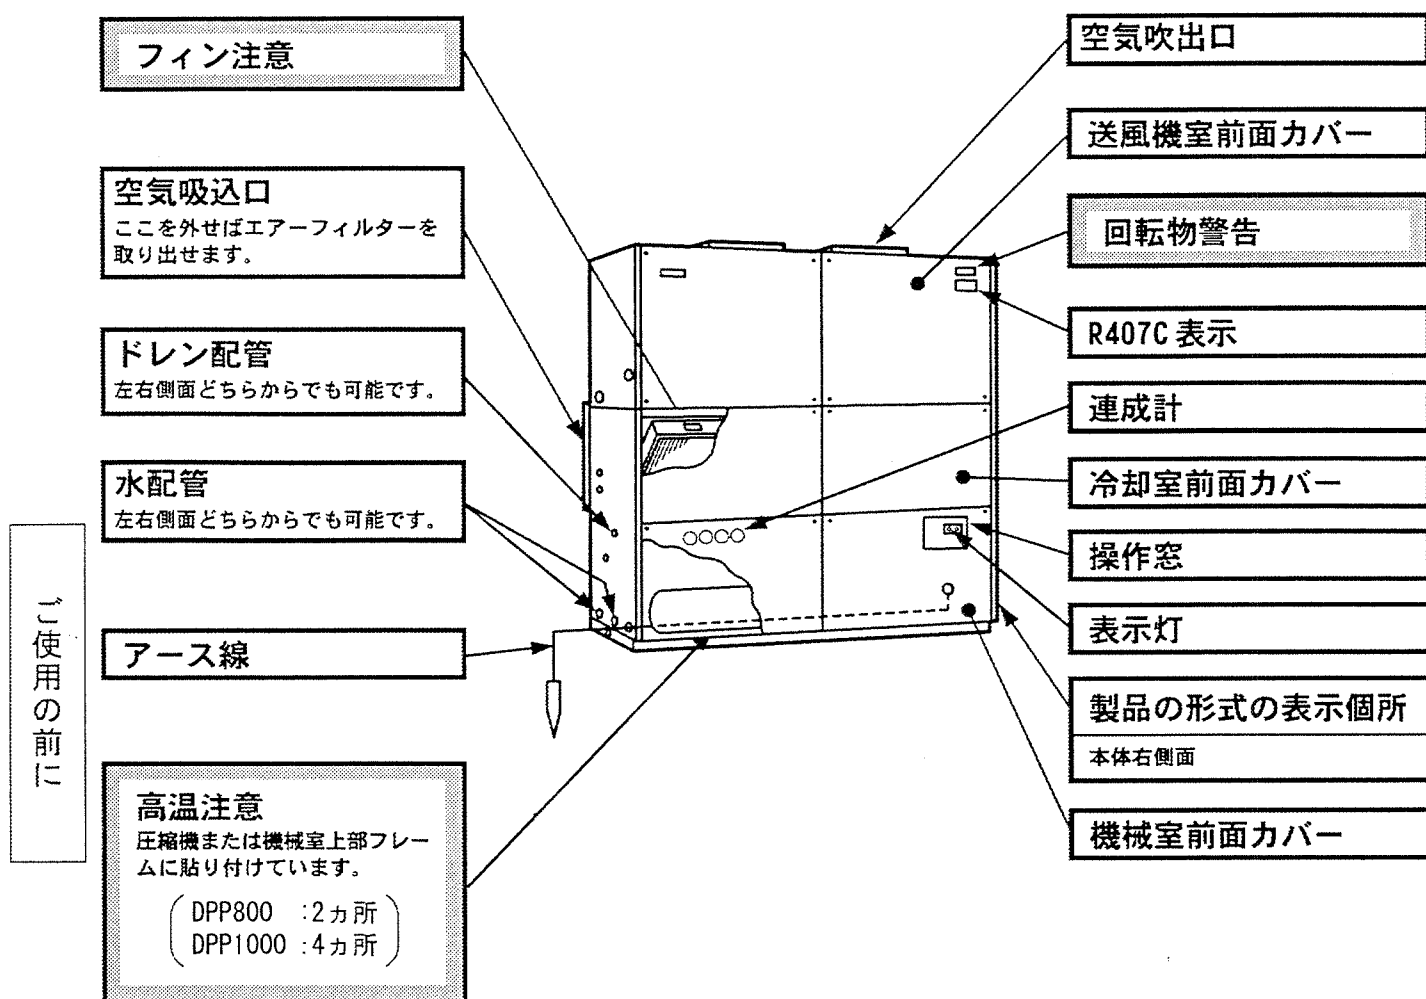 フィン注意
空気吸込口
ここを外せばエアーフィルターを
取り出せます。
ドレン配管
左右側面どちらからでも可能です。
水配管
左右側面どちらからでも可能です。
アース線
高温注意
圧縮機または機械室上部フレー
ムに貼り付けています。
DPP800 :2ヵ所
DPP1000 :4ヵ所
ご使用の前に
空気吹出口
送風機室前面カバー
回転物警告
R407C 表示
連成計
冷却室前面カバー
操作窓
表示灯
製品の形式の表示個所
本体右側面
機械室前面カバー